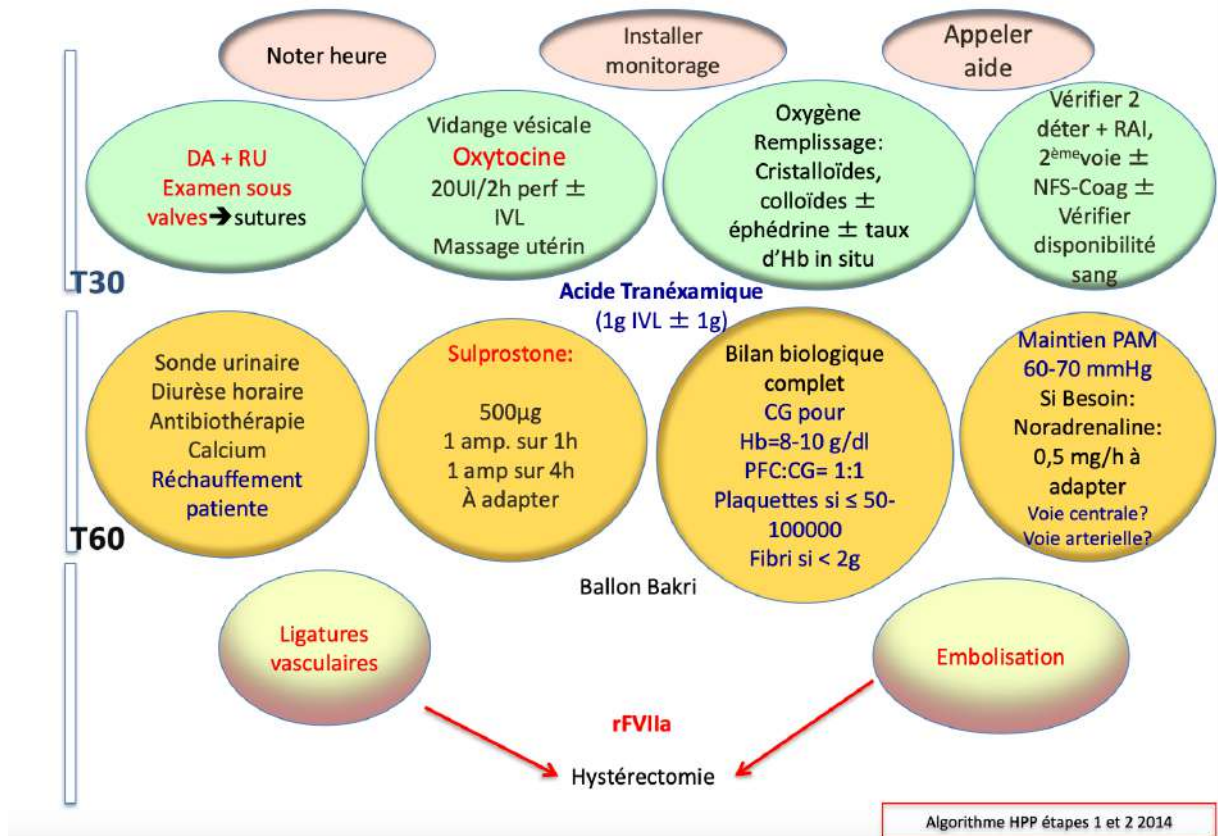 Noter heure
Installer
monitorage
Appeler
aide
DA + RU
Examen sous
valves➔sutures
Vidange vésicale
Oxytocine
20UI/2h perf ±
IVL
Massage utérin
Oxygène
Remplissage:
Cristalloïdes,
colloïdes ±
éphédrine ± taux
d'Hb in situ
Vérifier 2
déter + RAI,
2ème voie ±
NFS-Coag ±
Vérifier
disponibilité
sang
T30
Acide Tranéxamique
(1g IVL ± 1g)
Sonde urinaire
Diurèse horaire
Antibiothérapie
Calcium
Réchauffement
patiente
Sulprostone:
500µg
1 amp. sur 1h
1 amp sur 4h
À adapter
Bilan biologique
complet
CG pour
Hb=8-10 g/dl
PFC:CG= 1:1
Plaquettes si ≤ 50-
100000
Fibri si < 2g
Maintien PAM
60-70 mmHg
Si Besoin:
Noradrenaline:
0,5 mg/h à
adapter
Voie centrale?
Voie arterielle?
T60
Ballon Bakri
Ligatures
vasculaires
Embolisation
rFVIIa
Hystérectomie
Algorithme HPP étapes 1 et 2 2014